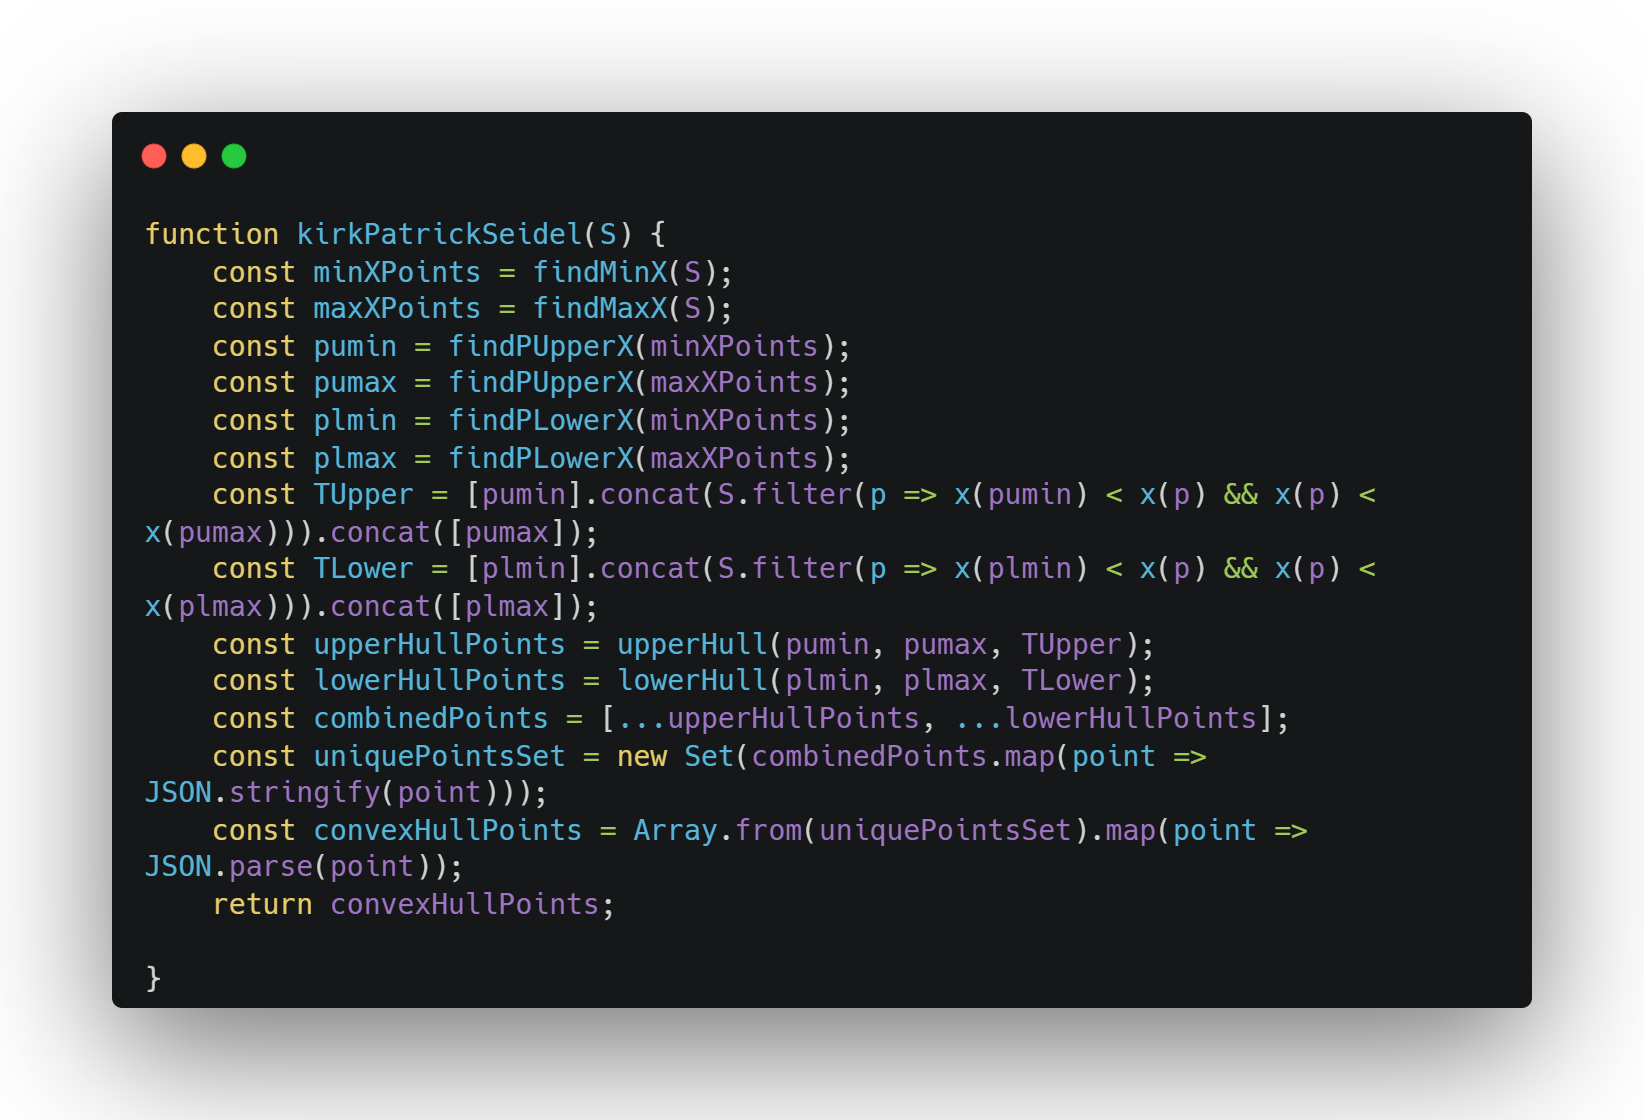 function kirkPatrickSeidel(S) {
    const minXPoints = findMinX(S);
    const maxXPoints = findMaxX(S);
    const pumin = findPUpperX(minXPoints);
    const pumax = findPUpperX(maxXPoints);
    const plmin = findPLowerX(minXPoints);
    const plmax = findPLowerX(maxXPoints);
    const TUpper = [pumin].concat(S.filter(p => x(pumin) < x(p) && x(p) <
x(pumax))).concat([pumax]);
    const TLower = [plmin].concat(S.filter(p => x(plmin) < x(p) && x(p) <
x(plmax))).concat([plmax]);
    const upperHullPoints = upperHull(pumin, pumax, TUpper);
    const lowerHullPoints = lowerHull(plmin, plmax, TLower);
    const combinedPoints = [...upperHullPoints, ...lowerHullPoints];
    const uniquePointsSet = new Set(combinedPoints.map(point =>
JSON.stringify(point)));
    const convexHullPoints = Array.from(uniquePointsSet).map(point =>
JSON.parse(point));
    return convexHullPoints;

}